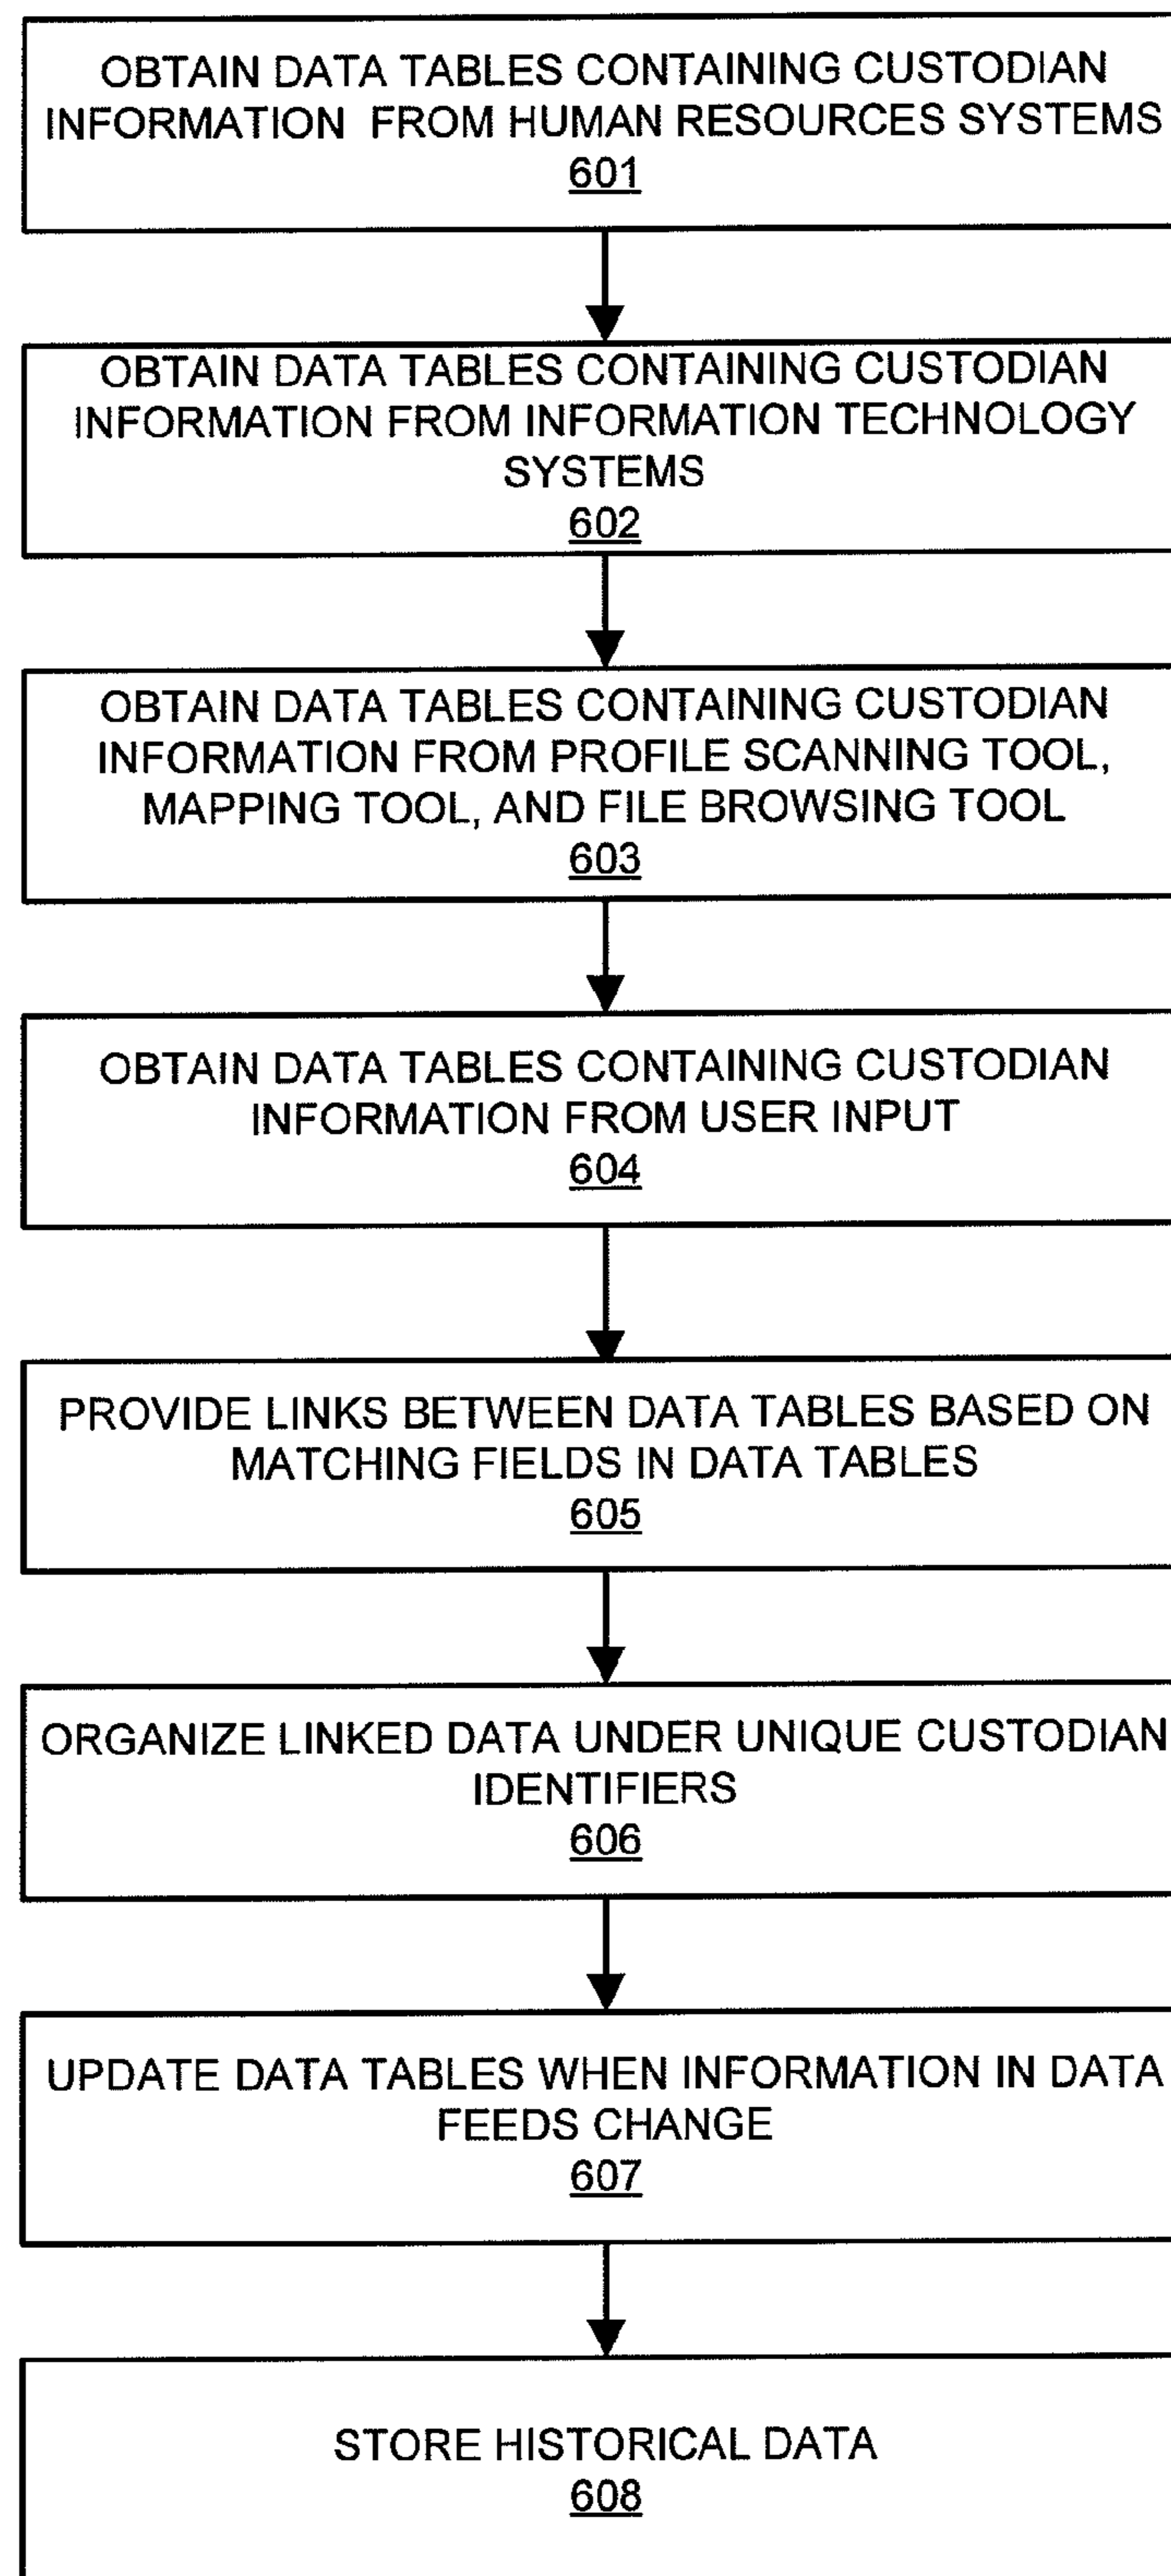 OBTAIN DATA TABLES CONTAINING CUSTODIAN
INFORMATION FROM HUMAN RESOURCES SYSTEMS
601
OBTAIN DATA TABLES CONTAINING CUSTODIAN
INFORMATION FROM INFORMATION TECHNOLOGY
SYSTEMS
602
OBTAIN DATA TABLES CONTAINING CUSTODIAN
INFORMATION FROM PROFILE SCANNING TOOL,
MAPPING TOOL, AND FILE BROWSING TOOL
603
OBTAIN DATA TABLES CONTAINING CUSTODIAN
INFORMATION FROM USER INPUT
604
PROVIDE LINKS BETWEEN DATA TABLES BASED ON
MATCHING FIELDS IN DATA TABLES
605
ORGANIZE LINKED DATA UNDER UNIQUE CUSTODIAN
IDENTIFIERS
606
UPDATE DATA TABLES WHEN INFORMATION IN DATA
FEEDS CHANGE
607
STORE HISTORICAL DATA
608